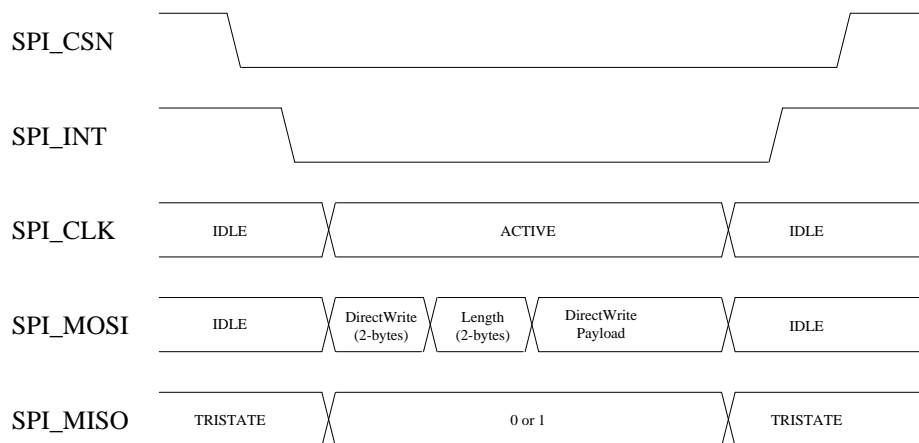 SPI_CSN
SPI_INT
SPI_CLK
IDLE
ACTIVE
IDLE
SPI_MOSI
IDLE
DirectWrite
(2-bytes)
Length
(2-bytes)
DirectWrite
Payload
IDLE
SPI_MISO
TRISTATE
0 or 1
TRISTATE